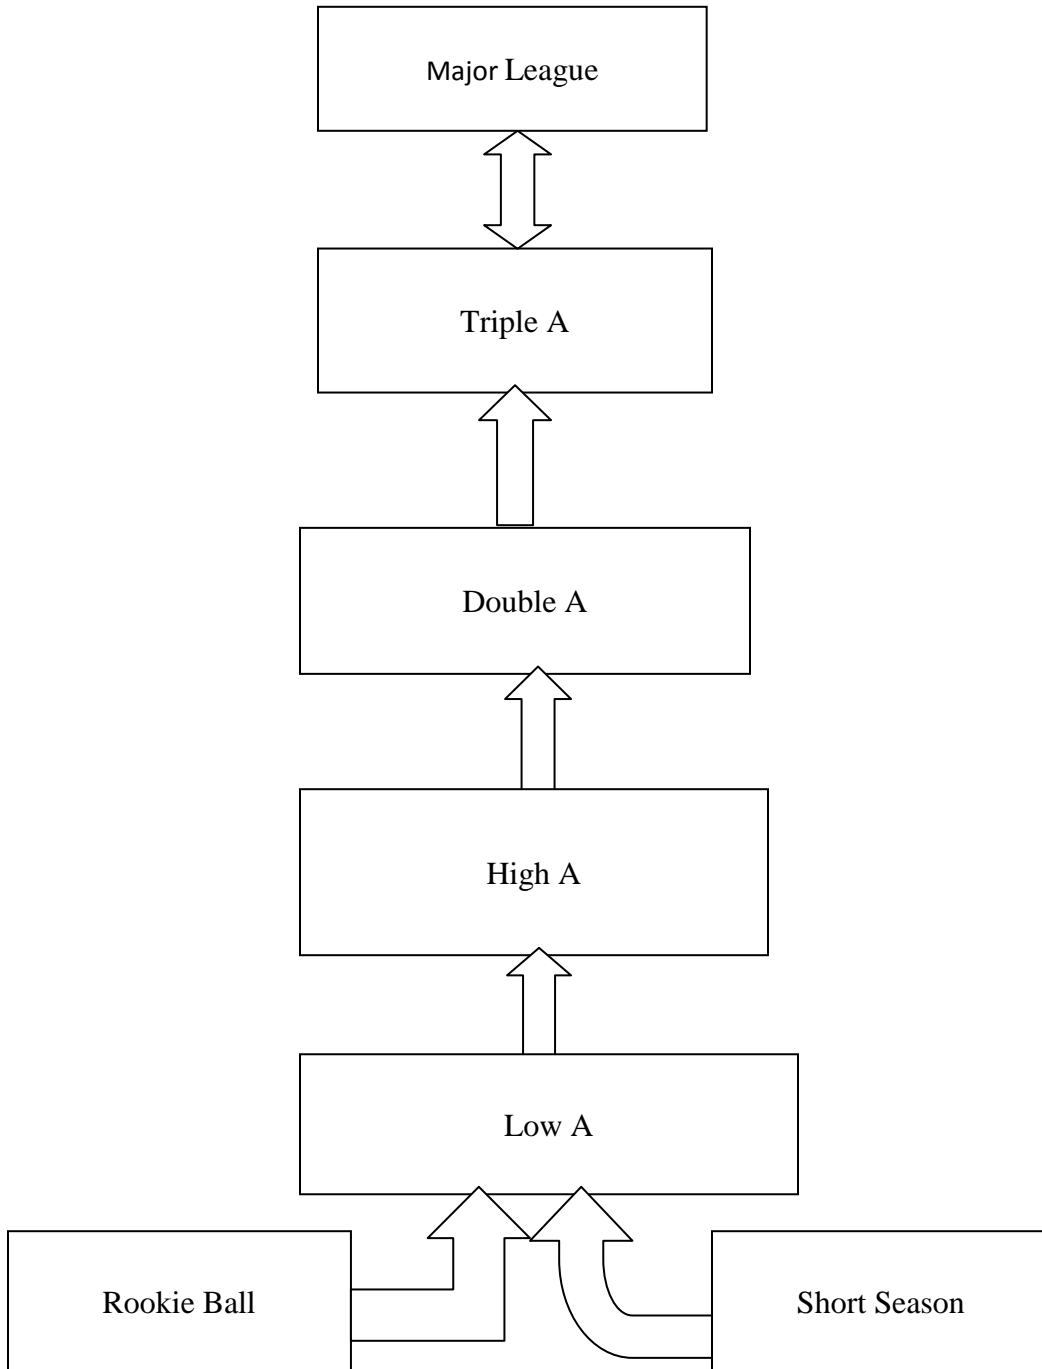 Major League
Triple A
Double A
High A
Low A
Rookie Ball
Short Season